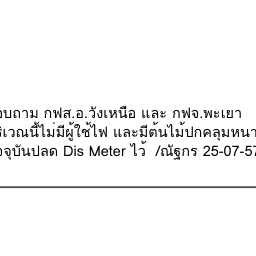 อบถาม กฟส.อ.วังเหนือ และ กฟจ.พะเยา
ริเวณนี้ไม่มีผู้ใช้ไฟ และมีต้นไม้ปกคลุมหนา
จจุบันปลด Dis Meter ไว้ /ณัฐกร 25-07-57